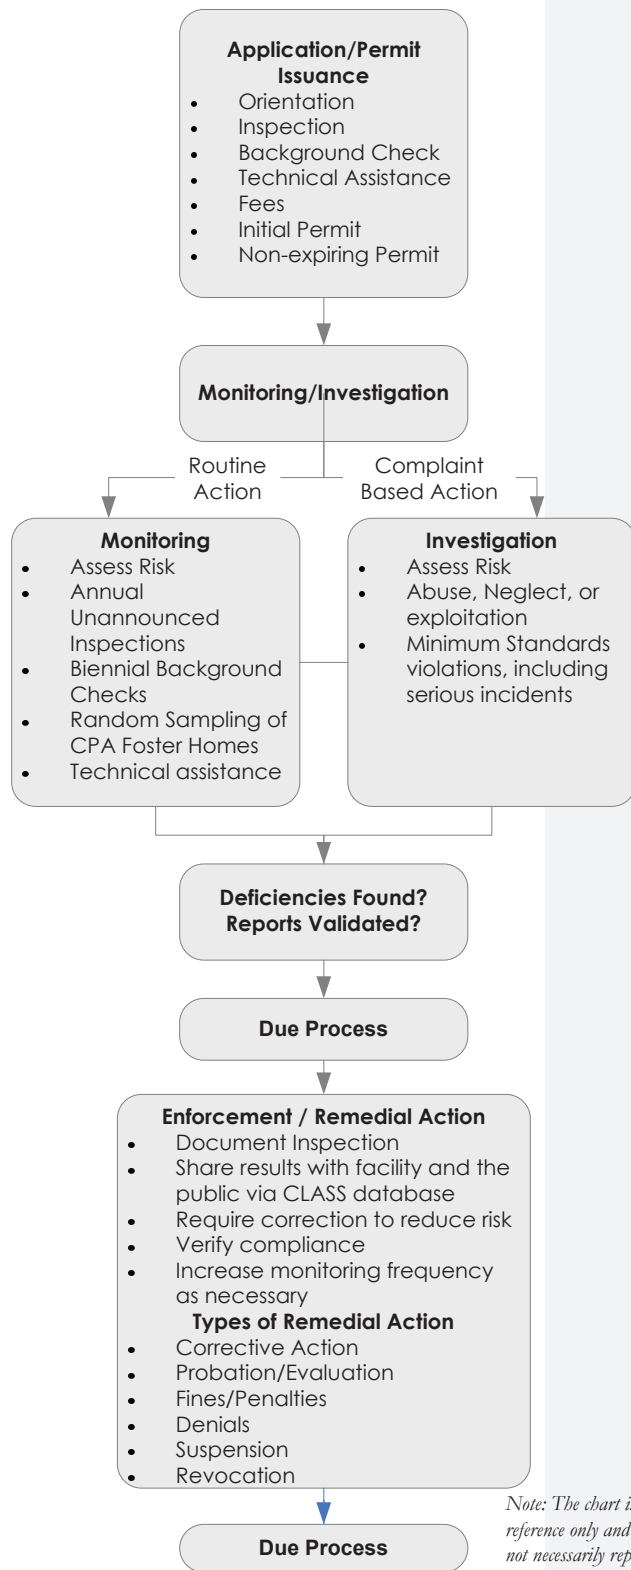 Application/Permit
Issuance
• Orientation
• Inspection
• Background Check
• Technical Assistance
• Fees
• Initial Permit
• Non-expiring Permit
Monitoring/Investigation
Routine
Action
Complaint
Based Action
Monitoring
• Assess Risk
• Annual
Unannounced
Inspections
• Biennial Background
Checks
• Random Sampling of
CPA Foster Homes
• Technical assistance
Investigation
• Assess Risk
• Abuse, Neglect, or
exploitation
• Minimum Standards
violations, including
serious incidents
Deficiencies Found?
Reports Validated?
Due Process
Enforcement / Remedial Action
• Document Inspection
• Share results with facility and the
public via CLASS database
• Require correction to reduce risk
• Verify compliance
• Increase monitoring frequency
as necessary
Types of Remedial Action
• Corrective Action
• Probation/Evaluation
• Fines/Penalties
• Denials
• Suspension
• Revocation
Due Process
Note: The chart
reference only and
not necessarily